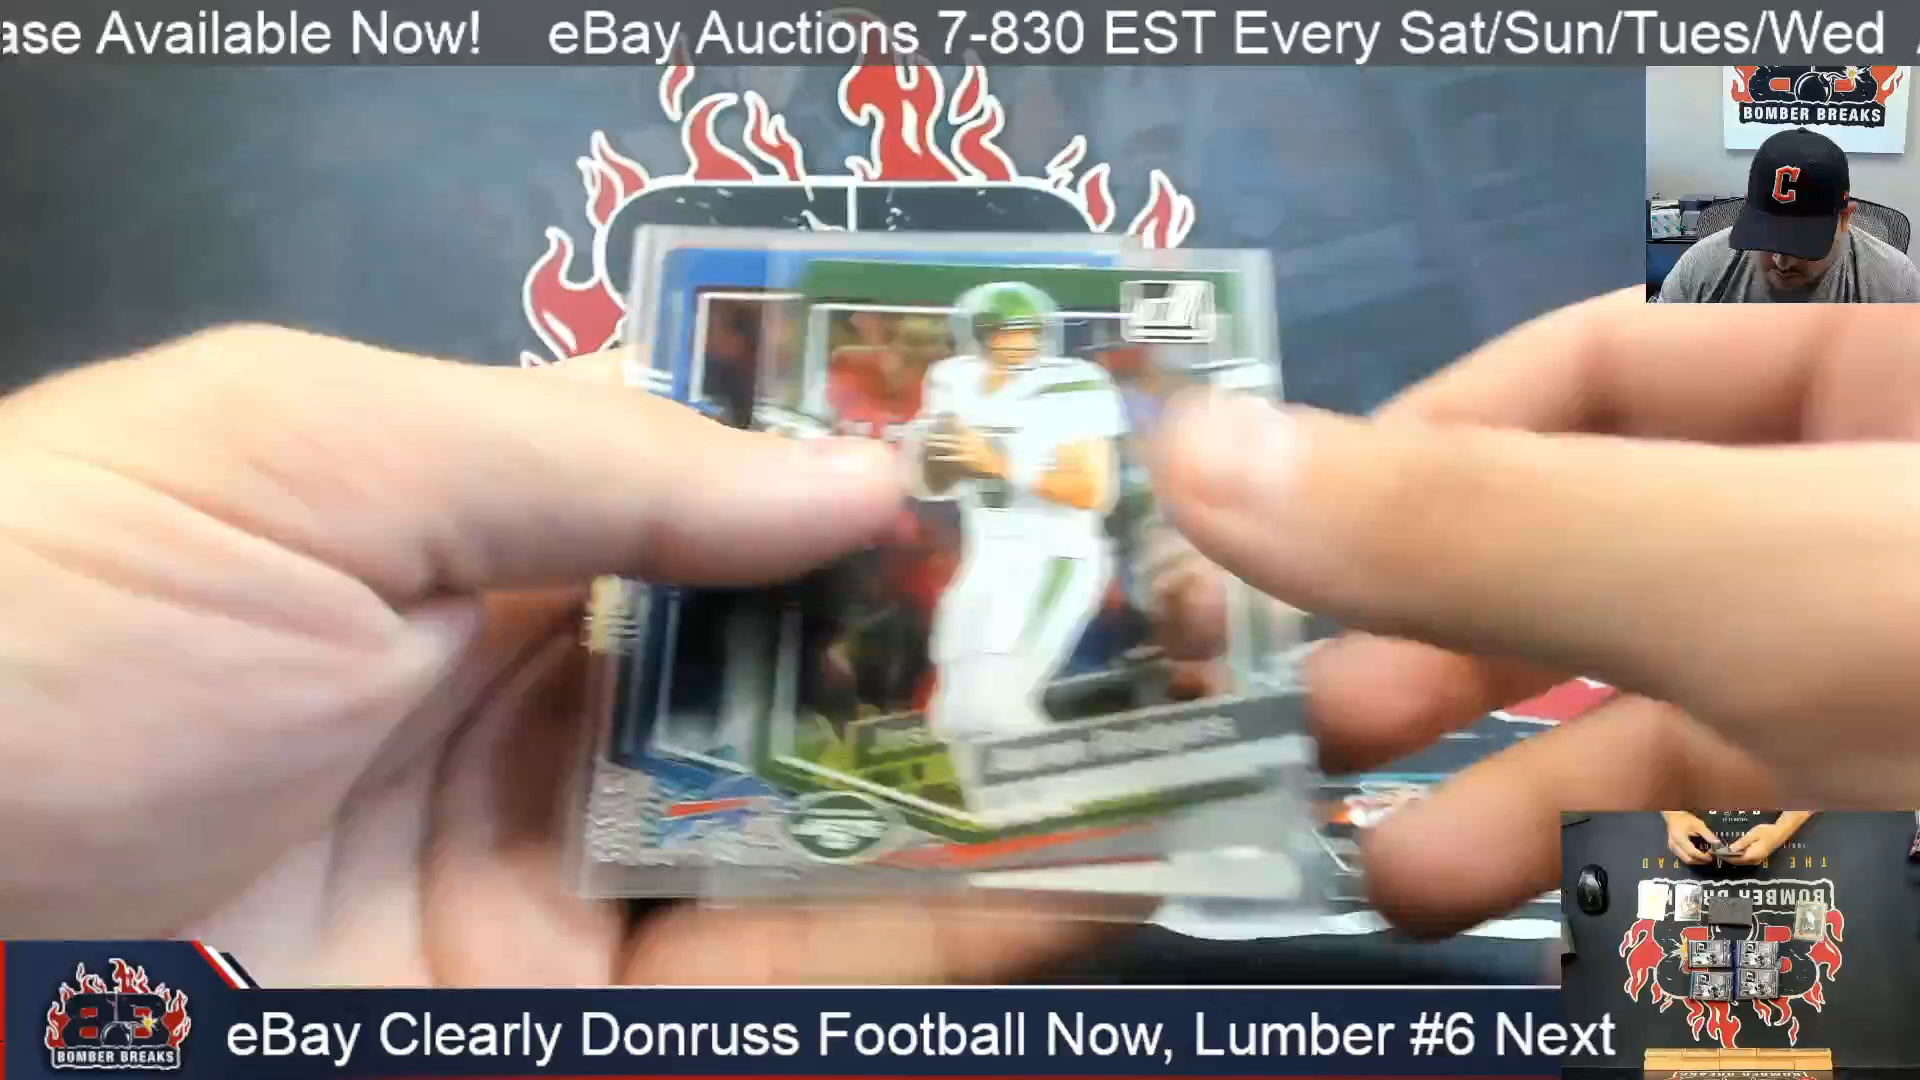 ase Available Now! eBay Auctions 7-830 EST Every Sat/Sun/Tues/Wed
BOMBER BREAKS
C
BOMBER BREAKS
eBay Clearly Donruss Football Now, Lumber #6 Next